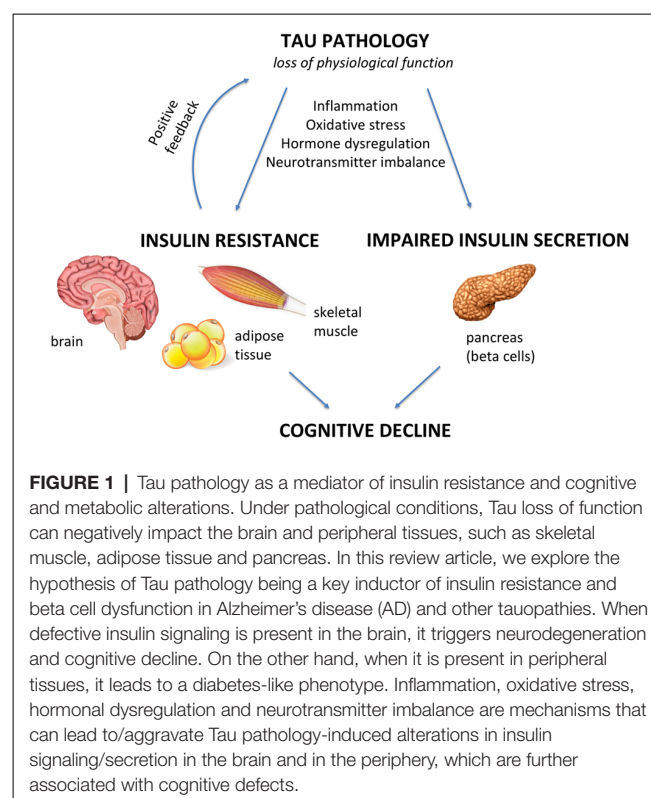 TAU PATHOLOGY
loss of physiological function
Positive
feedback
Inflammation
Oxidative stress
Hormone dysregulation
Neurotransmitter imbalance
INSULIN RESISTANCE
IMPAIRED INSULIN SECRETION
brain
adipose
tissue
skeletal
muscle
pancreas
(beta cells)
COGNITIVE DECLINE
FIGURE 1 | Tau pathology as a mediator of insulin resistance and cognitive
and metabolic alterations. Under pathological conditions, Tau loss of function
can negatively impact the brain and peripheral tissues, such as skeletal
muscle, adipose tissue and pancreas. In this review article, we explore the
hypothesis of Tau pathology being a key inductor of insulin resistance and
beta cell dysfunction in Alzheimer's disease (AD) and other tauopathies. When
defective insulin signaling is present in the brain, it triggers neurodegeneration
and cognitive decline. On the other hand, when it is present in peripheral
tissues, it leads to a diabetes-like phenotype. Inflammation, oxidative stress,
hormonal dysregulation and neurotransmitter imbalance are mechanisms that
can lead to/aggravate Tau pathology-induced alterations in insulin
signaling/secretion in the brain and in the periphery, which are further
associated with cognitive defects.